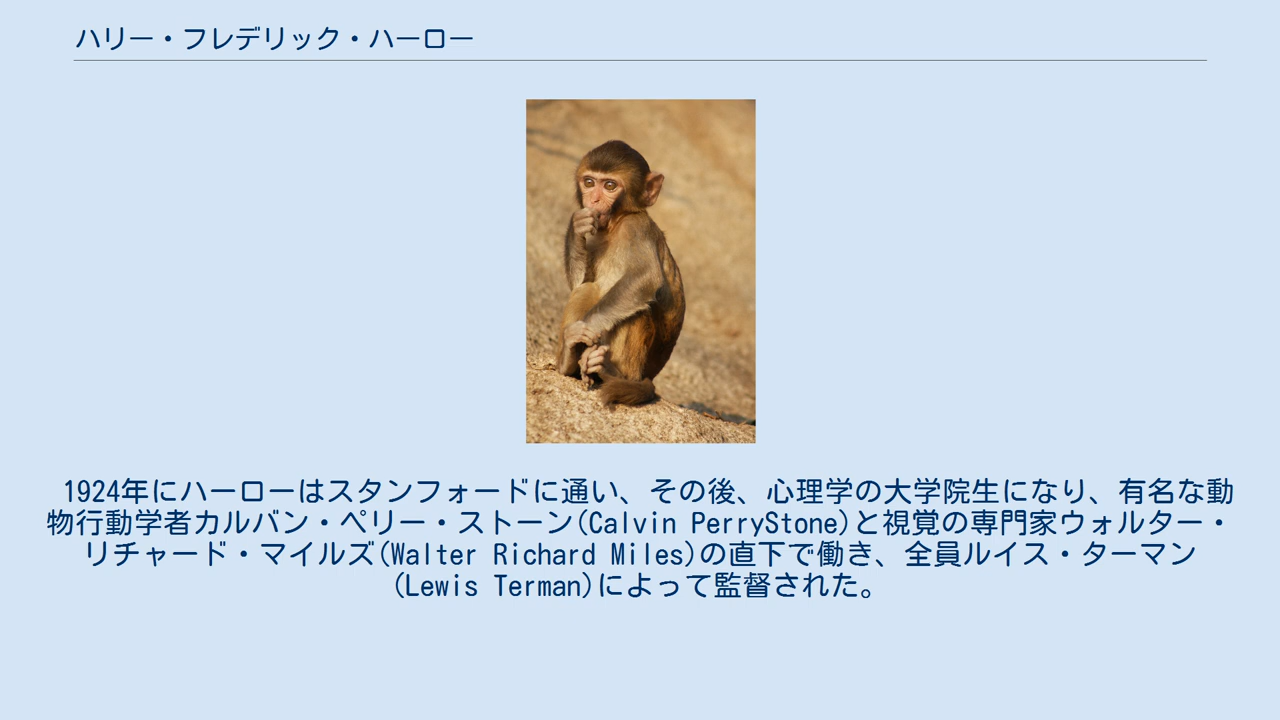 ハリー・フレデリック・ハーロー
1924年にハーローはスタンフォードに通い、その後、心理学の大学院生になり、有名な動
物行動学者カルバン・ペリー・ストーン(Calvin PerryStone)と視覚の専門家ウォルター・
リチャード・マイルズ(Walter Richard Miles)の直下で働き、全員ルイス・ターマン
(Lewis Terman)によって監督された。